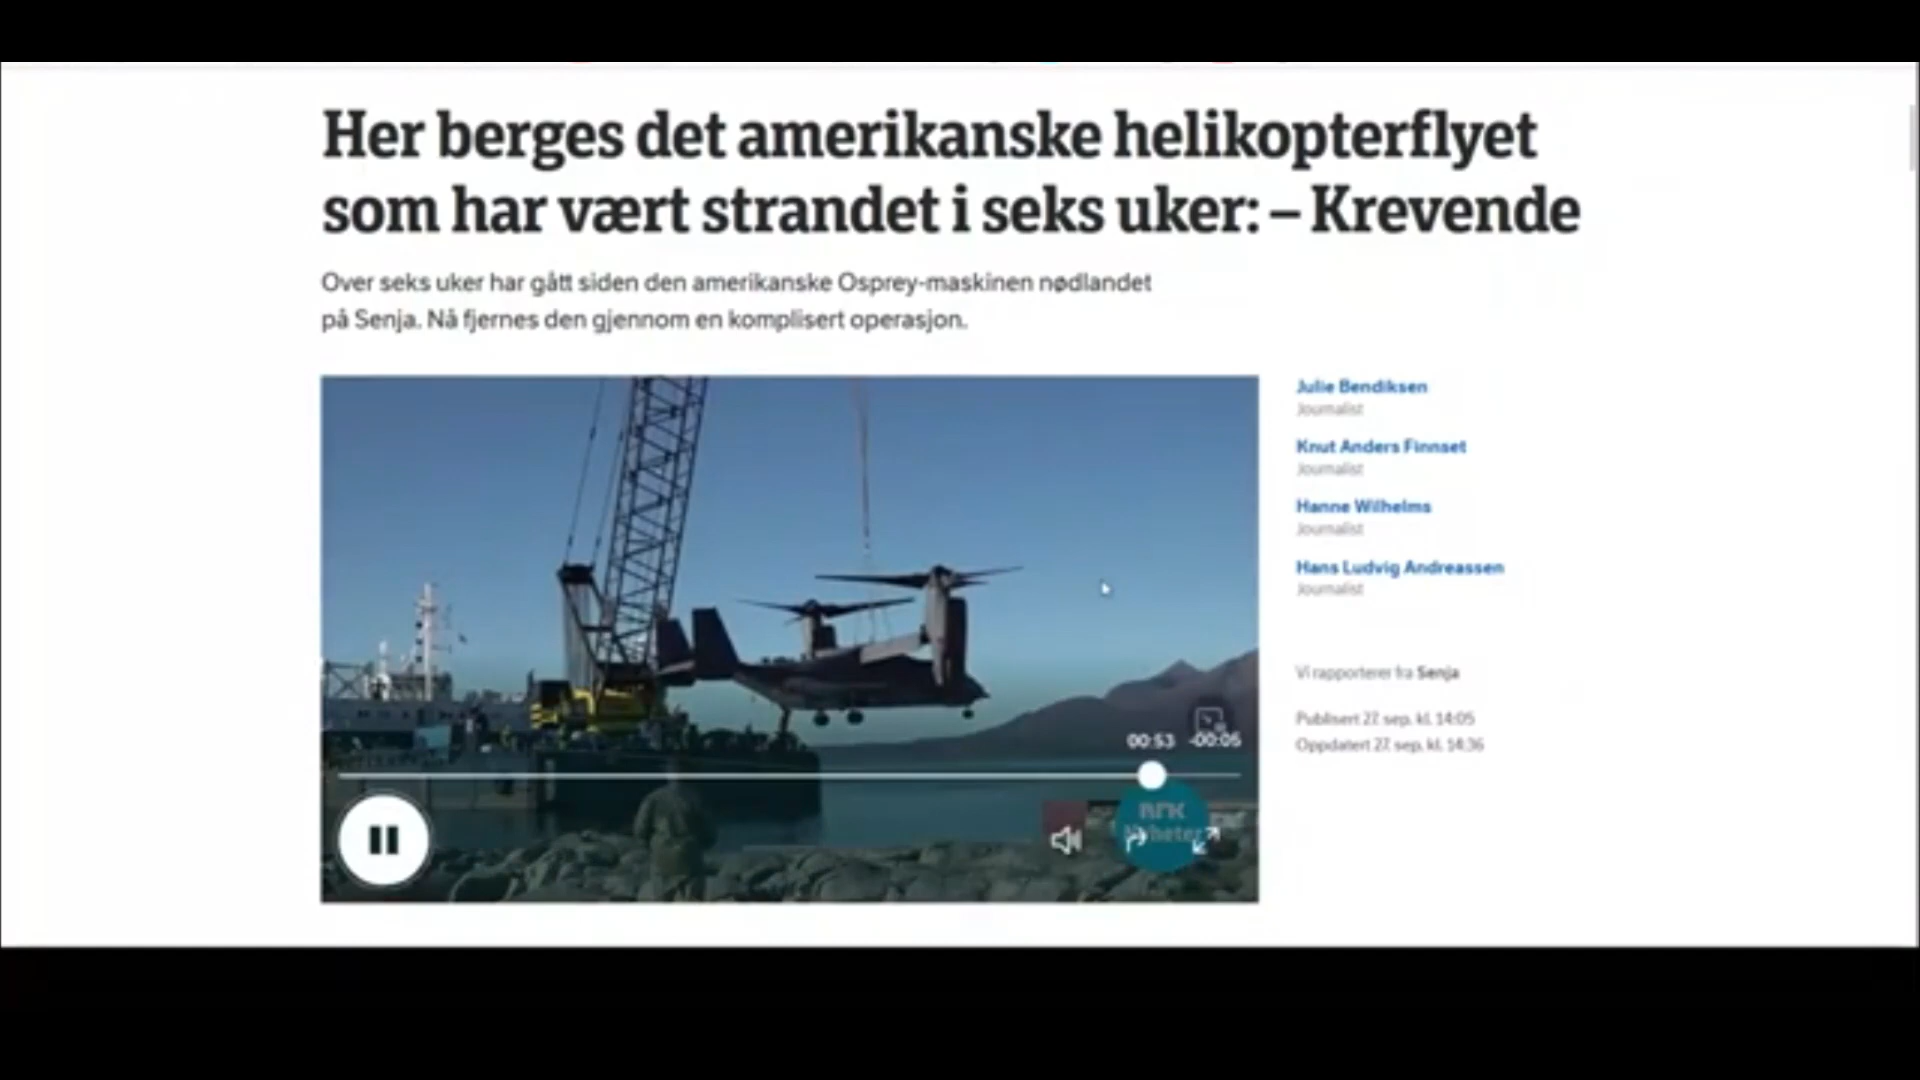 Her berges det amerikanske helikopterflyet
som har vært strandet i seks uker: – Krevende
Over seks uker har gått siden den amerikanske Osprey-maskinen nødlandet
på Senja. Nå fjernes den gjennom en komplisert operasjon.
Julie Bendiksen
Journalist
Knut Anders Finnset
Journalist
Hanne Wilhelms
Journalist
Hans Ludvig Andreassen
Journalist
Vi rapporterer fra Senja
Publisert 27. sep. kl. 14:05
Oppdatert 27. sep. kl. 14:36
00:53 -00:05
NRK
Nyheter